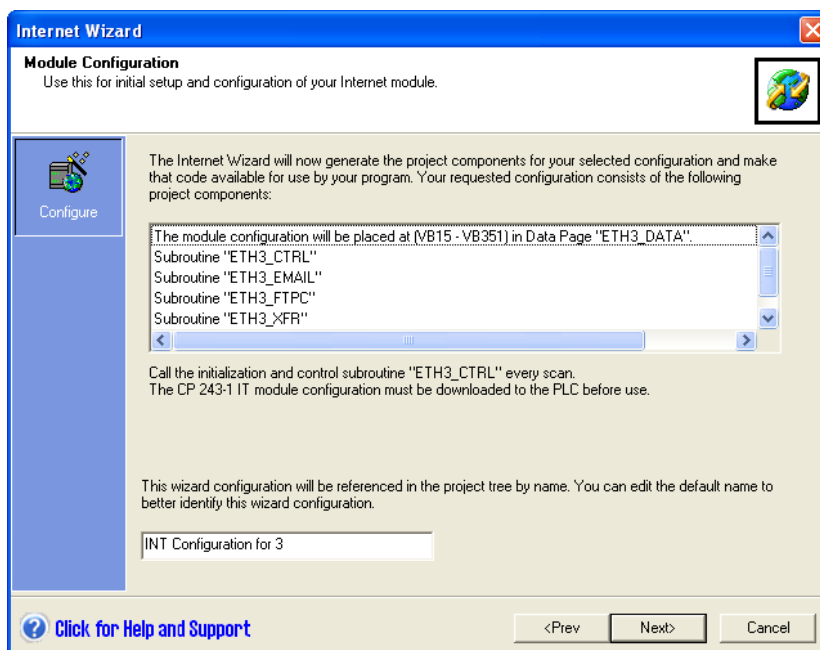 Internet Wizard
Module Configuration
Use this for initial setup and configuration of your Internet module.
Configure
The Internet Wizard will now generate the project components for your selected configuration and make
that code available for use by your program. Your requested configuration consists of the following
project components:
The module configuration will be placed at (VB15 - VB351) in Data Page "ETH3_DATA".
Subroutine "ETH3_CTRL"
Subroutine "ETH3_EMAIL"
Subroutine "ETH3_FTPC"
Subroutine "ETH3_XFR"
Call the initialization and control subroutine "ETH3_CTRL" every scan.
The CP 243-1 IT module configuration must be downloaded to the PLC before use.
This wizard configuration will be referenced in the project tree by name. You can edit the default name to
better identify this wizard configuration.
INT Configuration for 3
Click for Help and Support
<Prev
Next>
Cancel